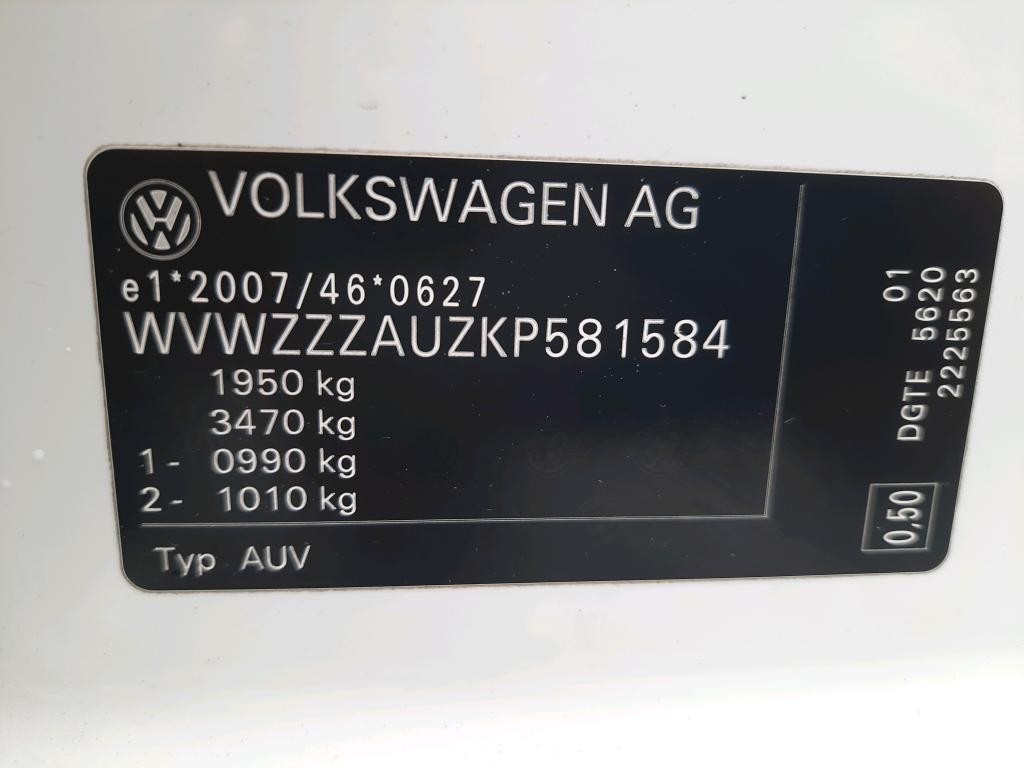 VOLKSWAGEN AG
e1*2007/46*0627
WVWZZZAUZKP581584
1950 kg
3470 kg
1- 0990 kg
2- 1010 kg
Typ AUV
01
DGTE 5620
2225563
0,50